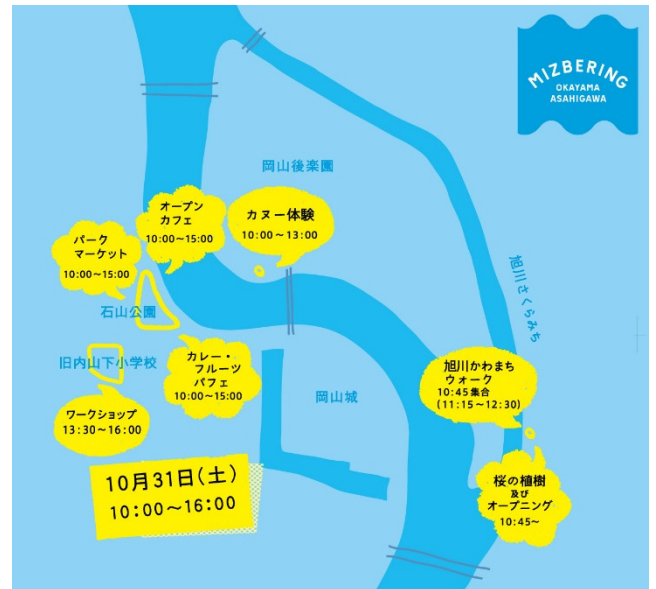 MIZBERING
OKAYAMA
ASAHIGAWA
岡山後楽園
オープン
カフェ
10:00～15:00
カヌー体験
10:00～13:00
パーク
マーケット
10:00～15:00
石山公園
旭川さくらみち
旧内山下小学校
カレー・
フルーツ
パフェ
10:00～15:00
岡山城
旭川かわまち
ウォーク
10:45集合
(11:15～12:30)
ワークショップ
13:30～16:00
10月31日(土)
10:00～16:00
桜の植樹
及び
オープニング
10:45～